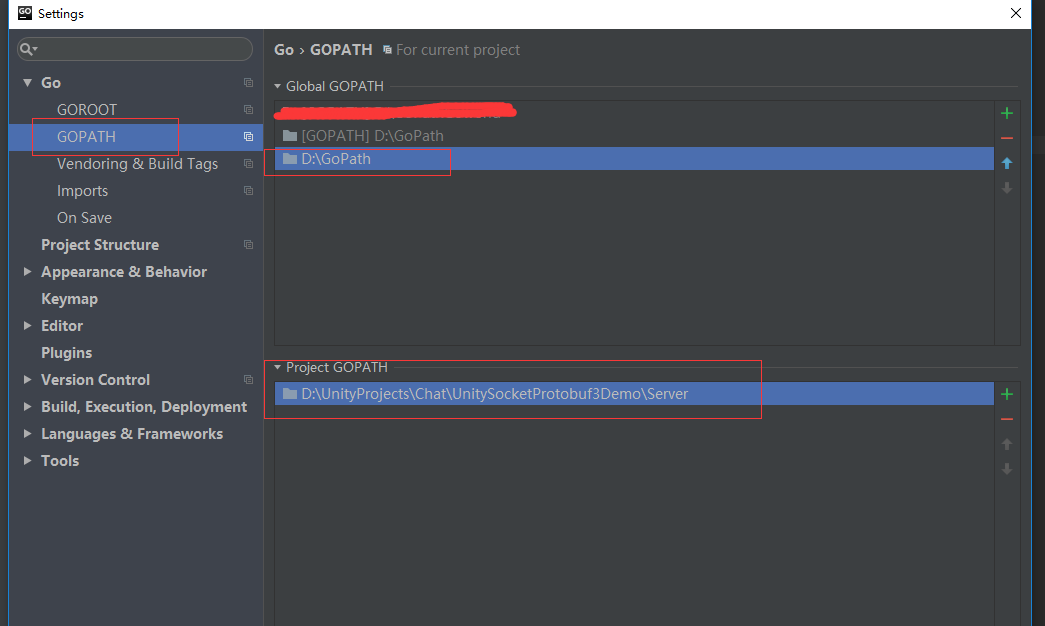 GO
Settings
Go › GOPATH For current project
Go
GOROOT
GOPATH
Vendoring & Build Tags
Imports
On Save
Project Structure
Appearance & Behavior
Keymap
Editor
Plugins
Version Control
Build, Execution, Deployment
Languages & Frameworks
Tools
Global GOPATH
[GOPATH] D:\GoPath
D:\GoPath
Project GOPATH
D:\UnityProjects\Chat\UnitySocketProtobuf3Demo\Server